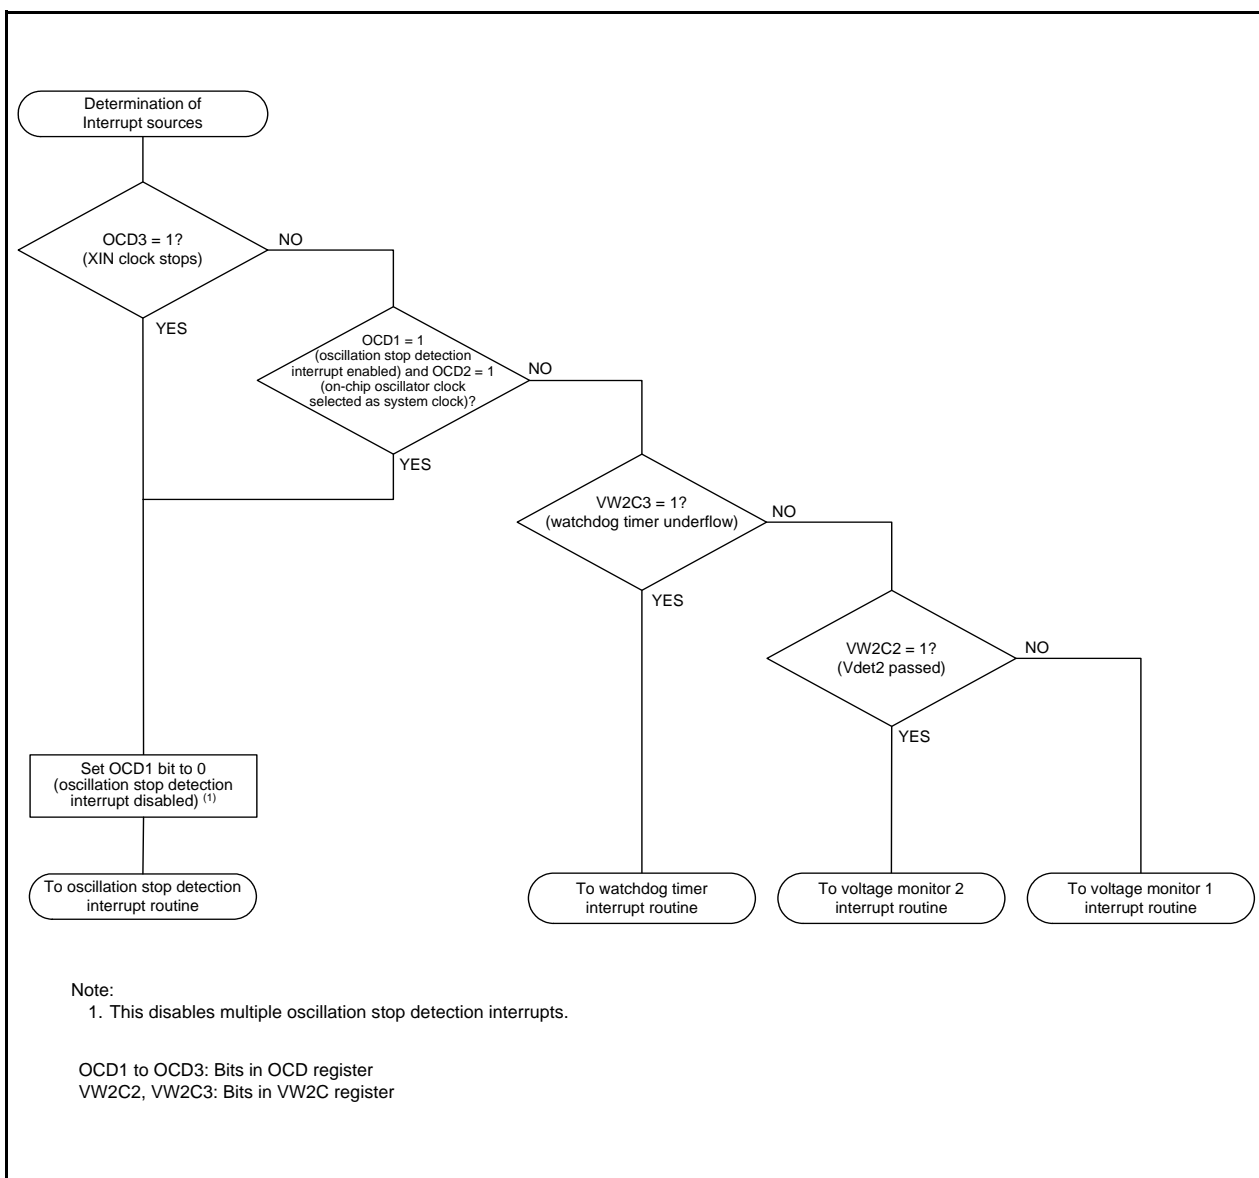 Determination of
Interrupt sources
OCD3 = 1?
(XIN clock stops)
NO
YES
OCD1 = 1
(oscillation stop detection
interrupt enabled) and OCD2 = 1
(on-chip oscillator clock
selected as system clock)?
NO
YES
VW2C3 = 1?
(watchdog timer underflow)
NO
YES
VW2C2 = 1?
(Vdet2 passed)
NO
YES
Set OCD1 bit to 0
(oscillation stop detection
interrupt disabled) (1)
To oscillation stop detection
interrupt routine
To watchdog timer
interrupt routine
To voltage monitor 2
interrupt routine
To voltage monitor 1
interrupt routine
Note:
1. This disables multiple oscillation stop detection interrupts.
OCD1 to OCD3: Bits in OCD register
VW2C2, VW2C3: Bits in VW2C register